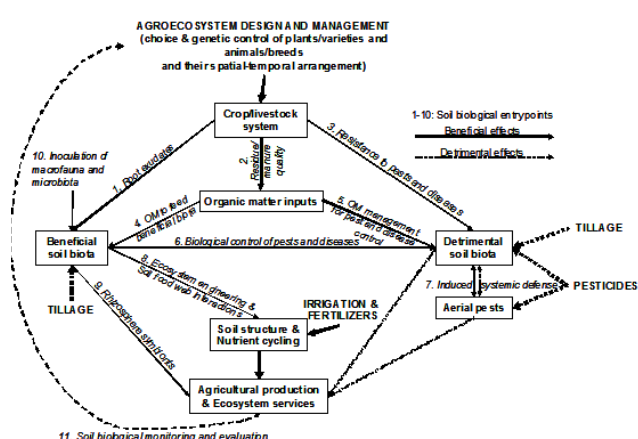 AGROECOSYSTEM DESIGN AND MANAGEMENT
(choice & genetic control of plants/varieties and
animals/breeds
and their spatial-temporal arrangement)
Crop/livestock
system
1-10: Soil biological entrypoints
Beneficial effects
Detrimental effects
3. Resistance to pests and diseases
10. Inoculation of
macrofauna and
microbiota
1. Root exudates
2.
Residue/
manure
quality
Organic matter inputs
4. OM to feed
beneficial biota
5. OM management
for pest and disease
control
6. Biological control of pests and diseases
Beneficial
soil biota
Detrimental
soil biota
TILLAGE
8. Ecosystem engineering &
Soil food web interactions
7. Induced systemic defense
PESTICIDES
TILLAGE
9. Rhizosphere symbionts
IRRIGATION &
FERTILIZERS
Aerial pests
Soil structure &
Nutrient cycling
Agricultural production
& Ecosystem services
11. Soil biological monitoring and evaluation